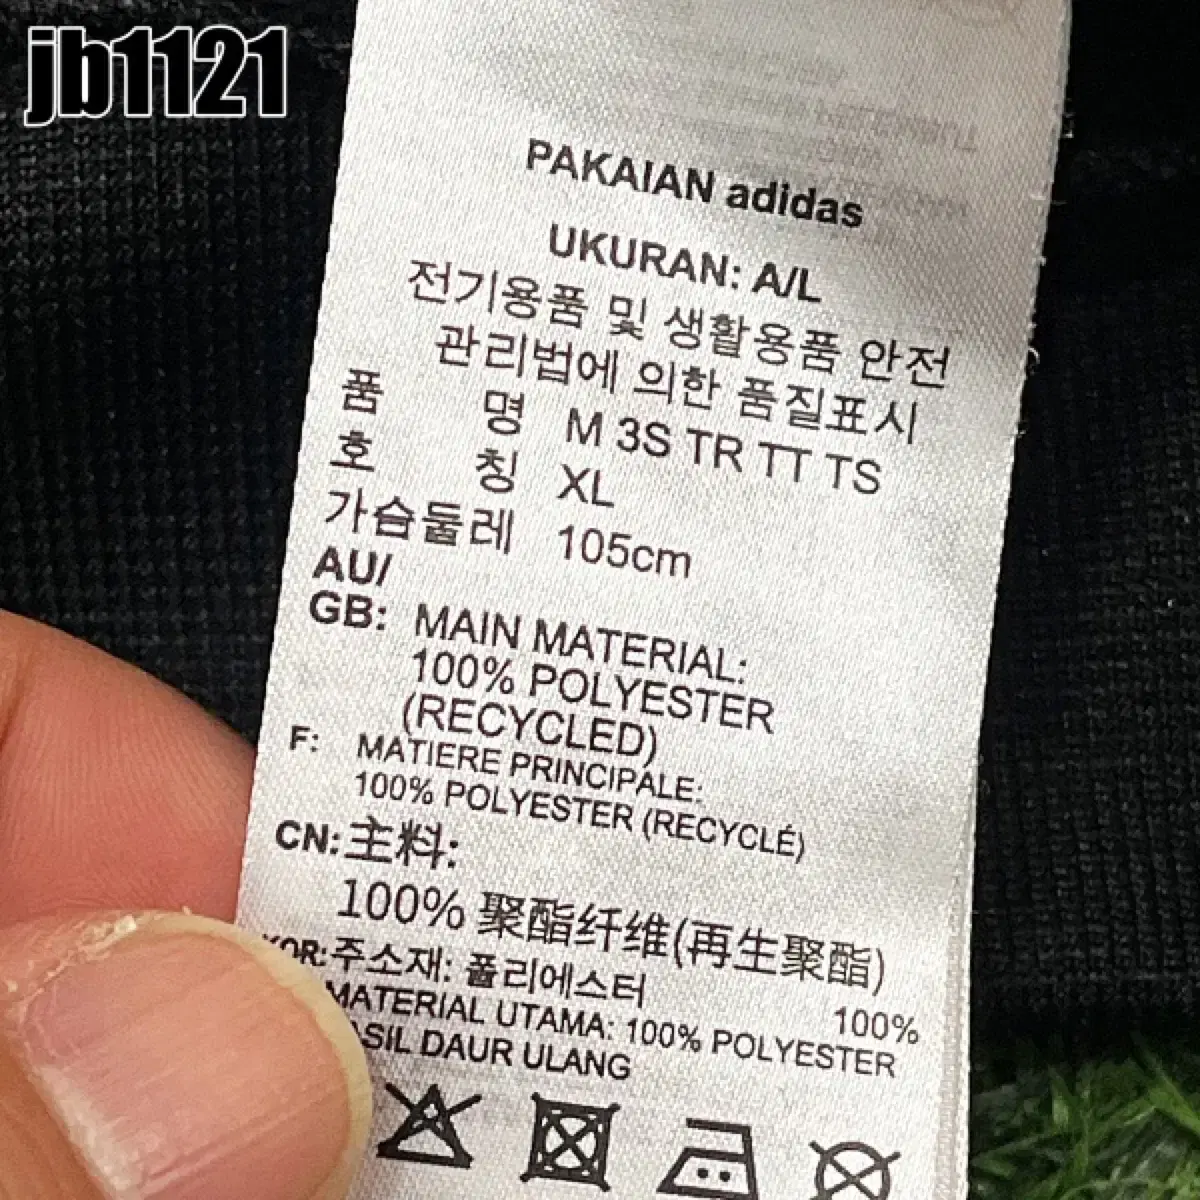 jb1121
PAKAIAN adidas
UKURAN: A/L
전기용품 및 생활용품 안전
관리법에 의한 품질표시
품 명 M 3S TR TT TS
호 칭 XL
가슴둘레 105cm
AU/
GB: MAIN MATERIAL:
100% POLYESTER
(RECYCLED)
F: MATIERE PRINCIPALE:
100% POLYESTER (RECYCLÉ)
CN: 主料:
100% 聚酯纤维(再生聚酯)
KOR: 주소재: 폴리에스터 100%
MATERIAL UTAMA: 100% POLYESTER
DAUR ULANG